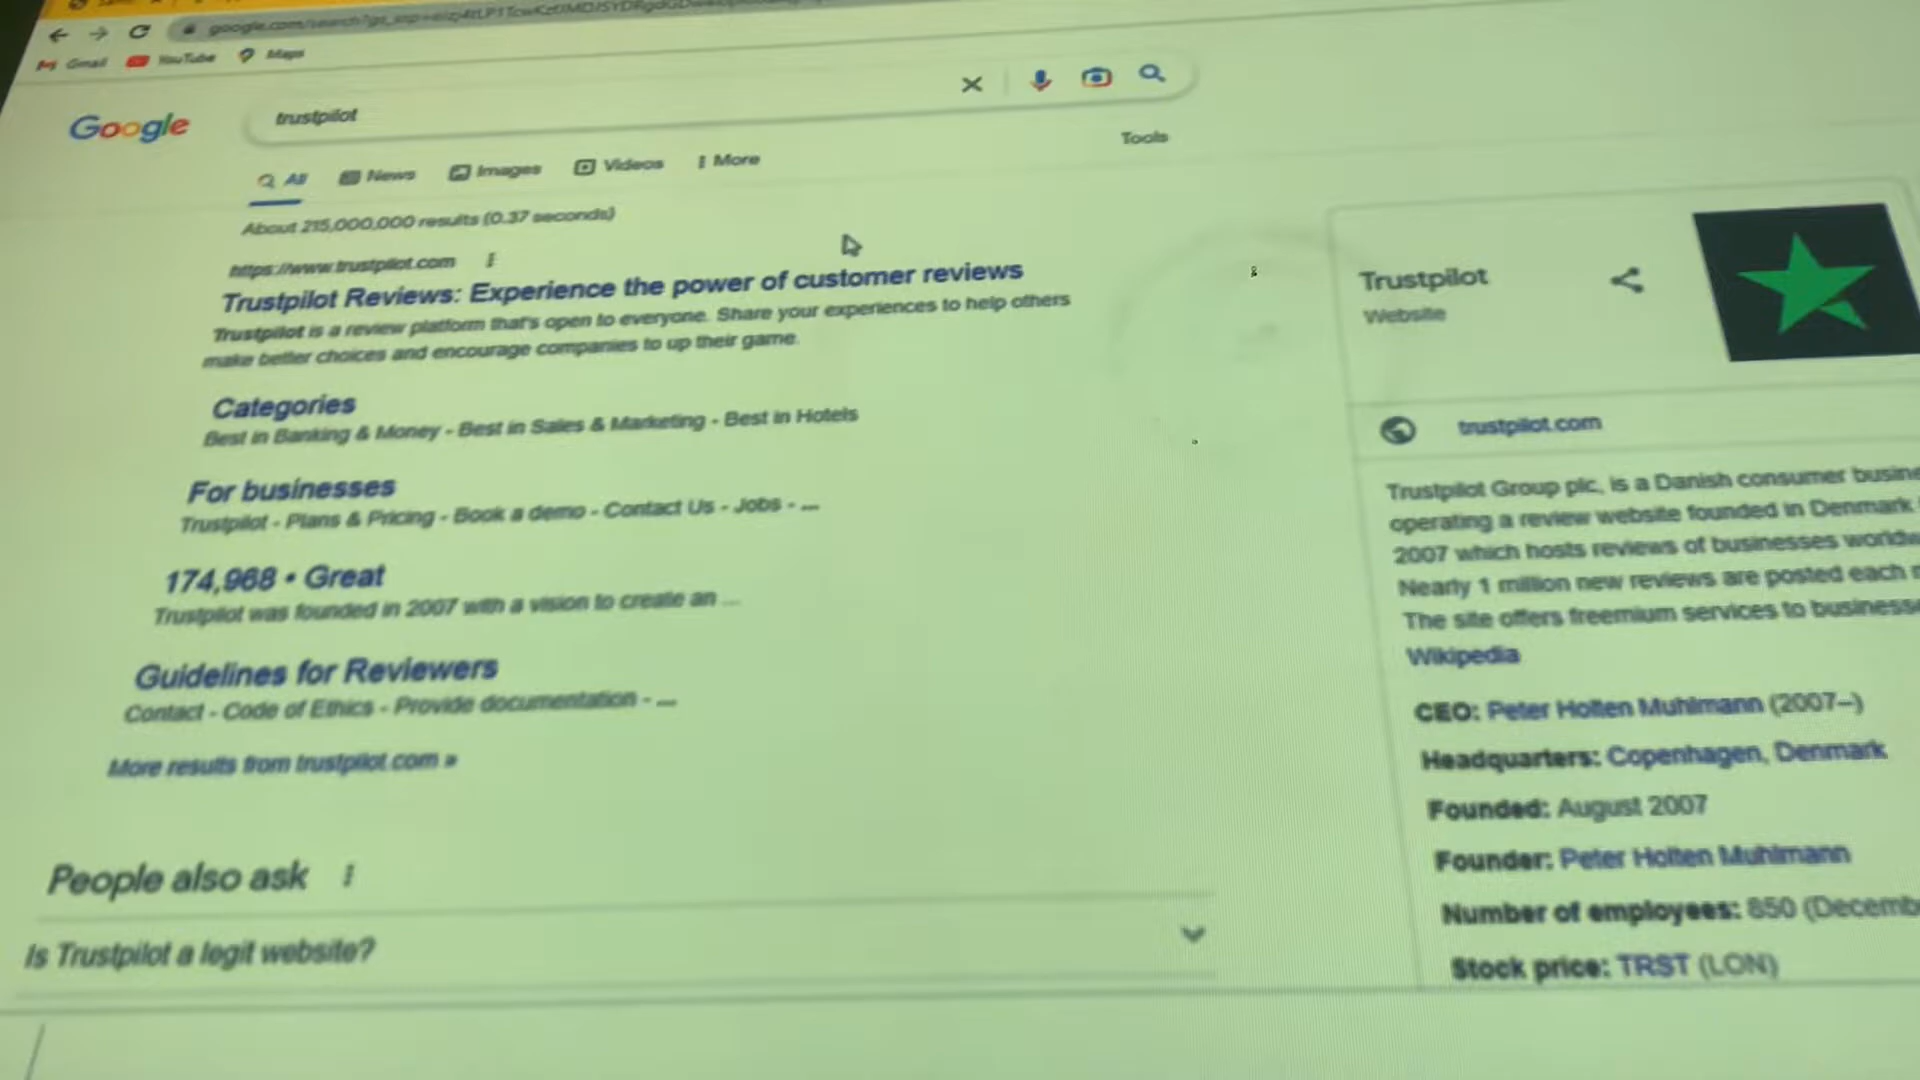 Gmail YouTube Maps
Google
trustpilot
All News Images Videos More
Tools
About 215,000,000 results (0.37 seconds)
https://www.trustpilot.com
Trustpilot Reviews: Experience the power of customer reviews
Trustpilot is a review platform that's open to everyone. Share your experiences to help others
make better choices and encourage companies to up their game.
Categories
Best in Banking & Money - Best in Sales & Marketing - Best in Hotels
For businesses
Trustpilot - Plans & Pricing - Book a demo - Contact Us - Jobs - ...
174,968 • Great
Trustpilot was founded in 2007 with a vision to create an ...
Guidelines for Reviewers
Contact - Code of Ethics - Provide documentation - ...
More results from trustpilot.com »
People also ask
Is Trustpilot a legit website?
Trustpilot
Website
trustpilot.com
Trustpilot Group plc, is a Danish consumer
operating a review website founded in Denmark
2007 which hosts reviews of businesses
Nearly 1 million new reviews are posted each
The site offers freemium services to
Wikipedia
CEO: Peter Holten Muhlmann (2007–)
Headquarters: Copenhagen, Denmark
Founded: August 2007
Founder: Peter Holten Muhlmann
Number of employees: 850
Stock price: TRST (LON)